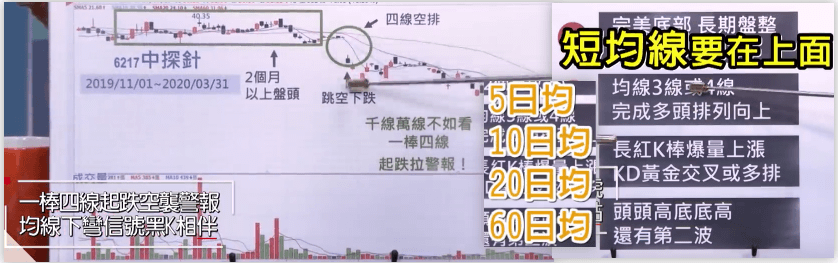 40.35
四線空排
6217中探針
2019/11/01~2020/03/31
2個月
以上盤頭
跳空下跌
千線萬線不如看
一棒四線
起跌拉警報！
成交量
一棒四線起跌空襲警報
均線下彎信號黑K相伴
完美底部 長期盤整
短均線要在上面
均線3線或4線
完成多頭排列向上
長紅K棒爆量上漲
KD黃金交叉或多排
頭頭高底底高
還有第二波
5日均
10日均
20日均
60日均